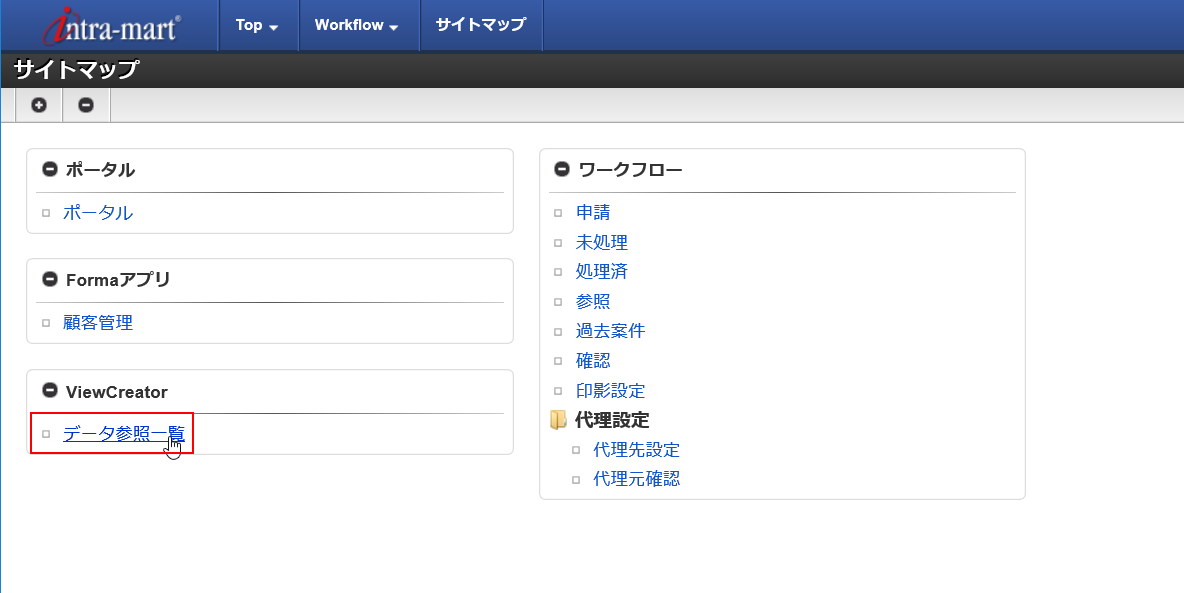 intra-mart
Top
Workflow
サイトマップ
サイトマップ
ポータル
ポータル
Formaアプリ
顧客管理
ViewCreator
データ参照一覧
ワークフロー
申請
未処理
処理済
参照
過去案件
確認
印影設定
代理設定
代理先設定
代理元確認